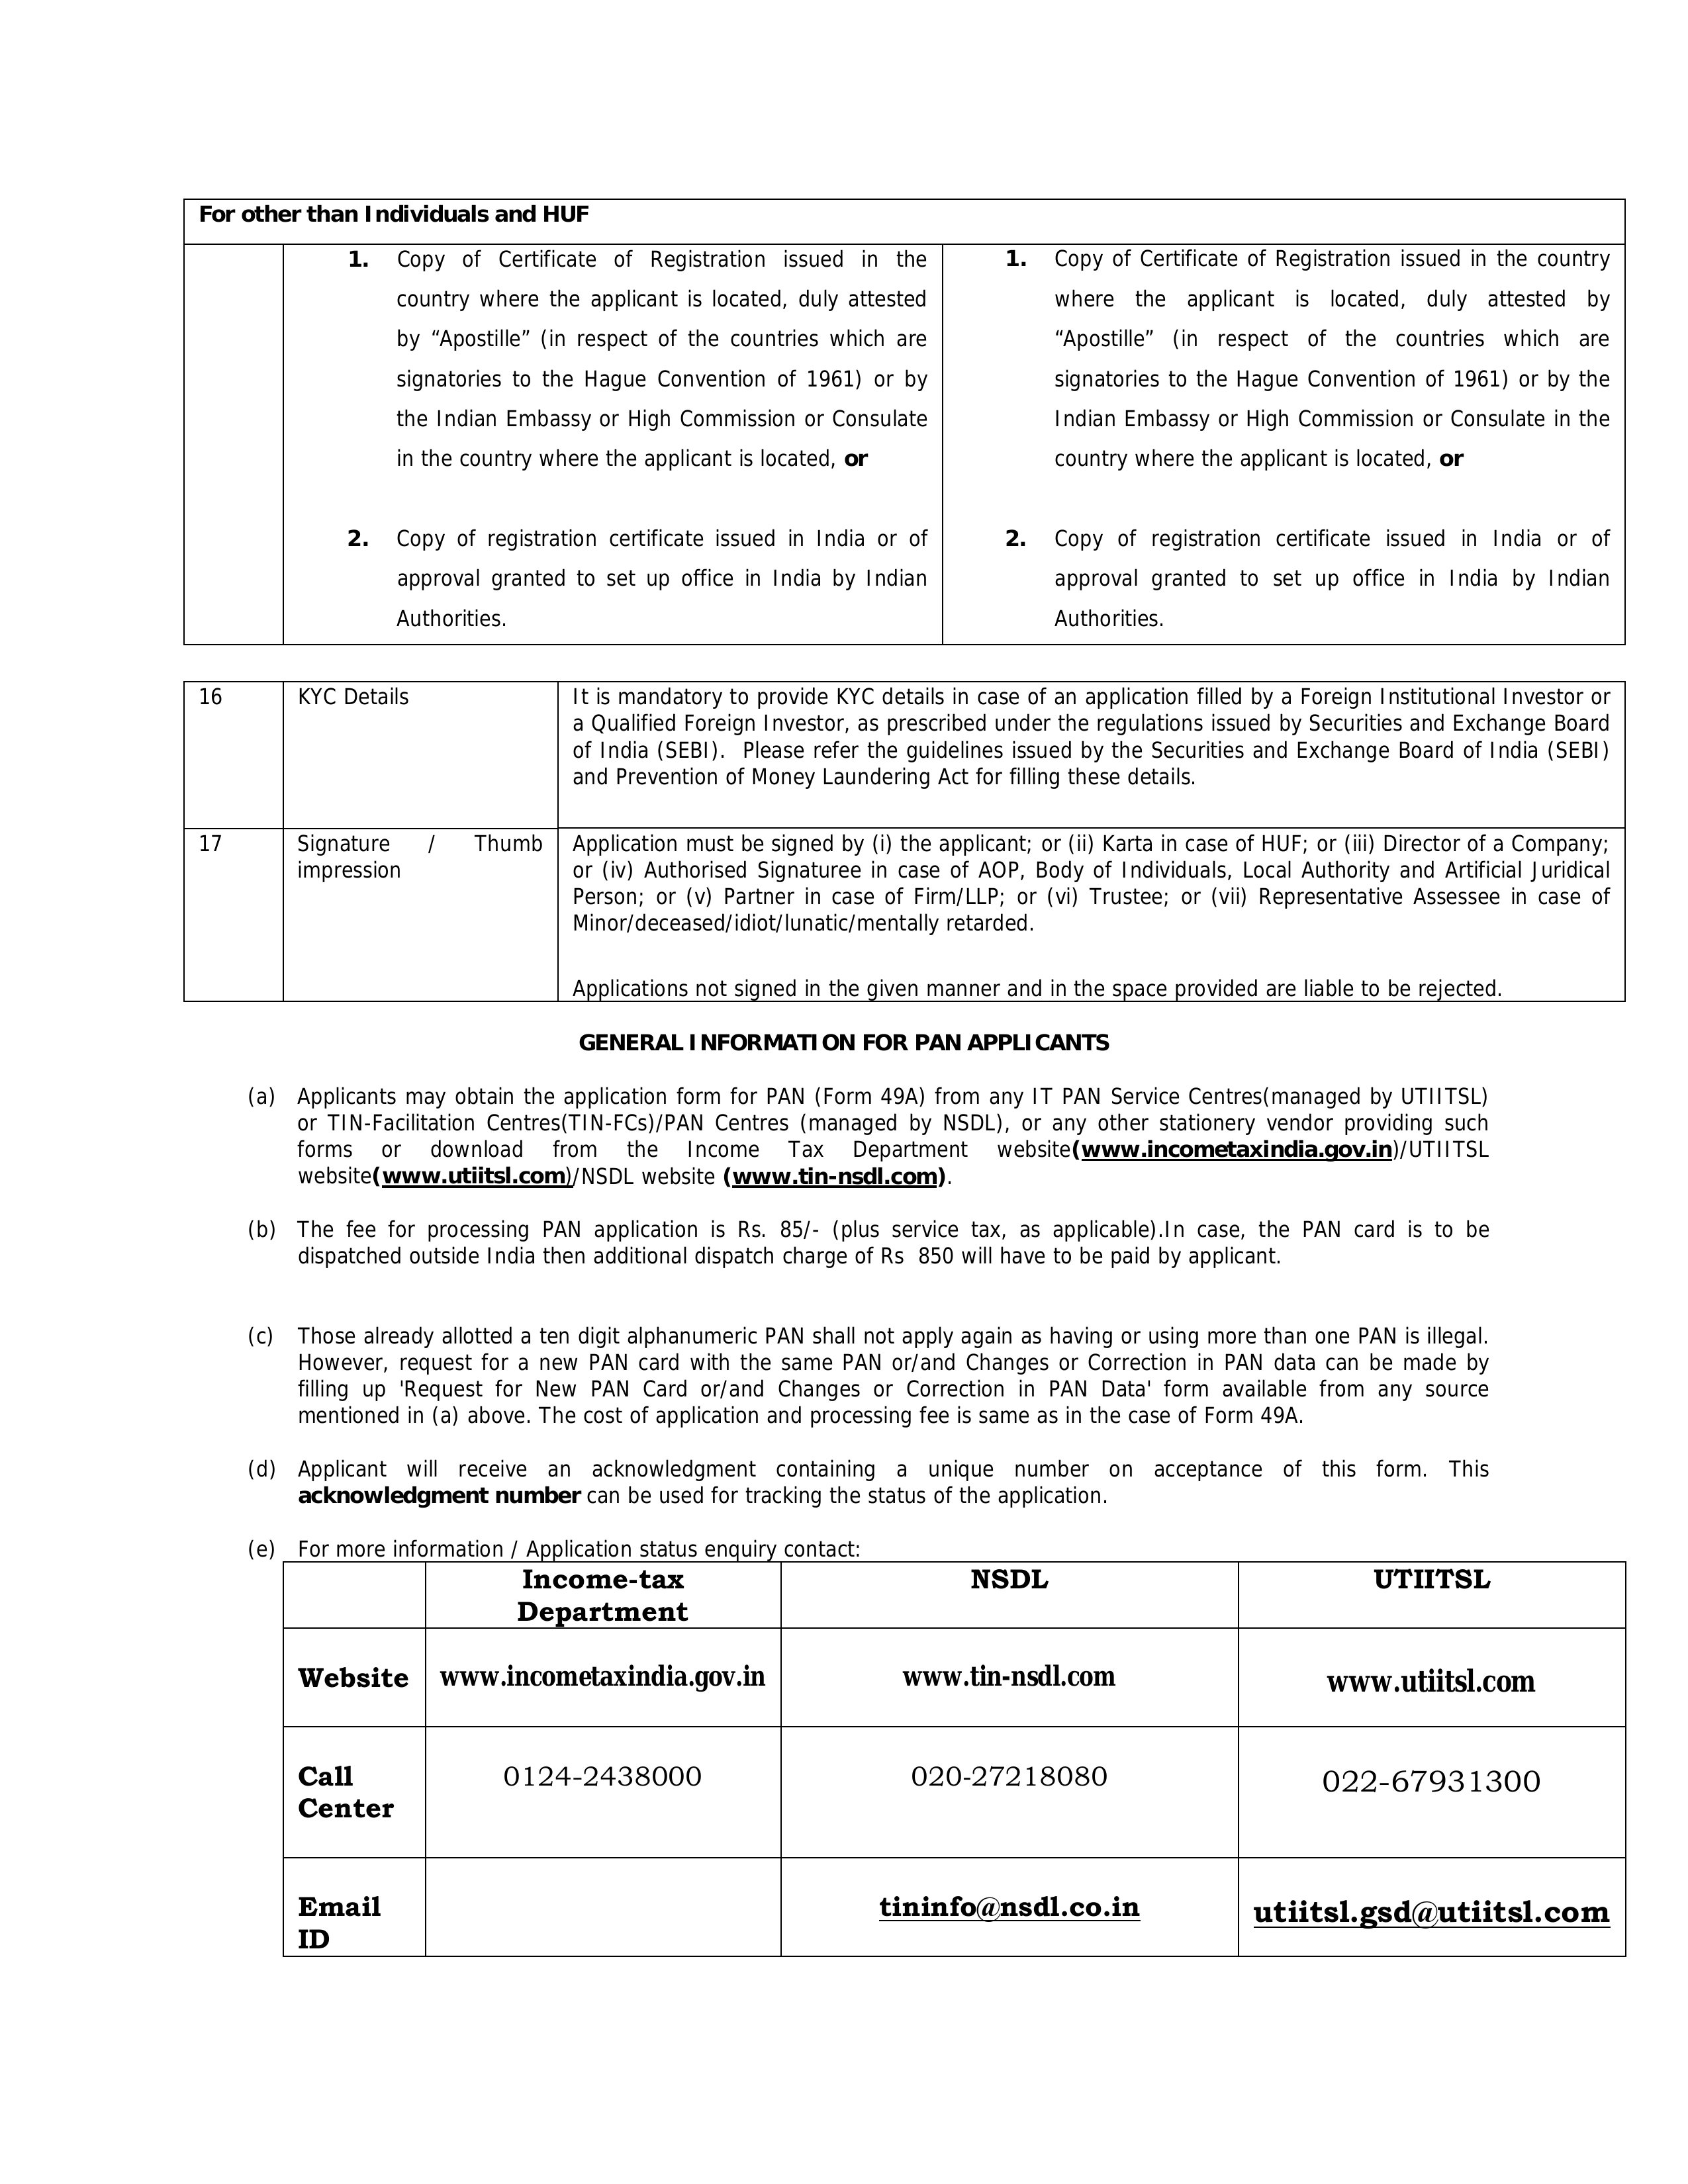 For other than Individuals and HUF
1. Copy of Certificate of Registration issued in the
country where the applicant is located, duly attested
by “Apostille” (in respect of the countries which are
signatories to the Hague Convention of 1961) or by
the Indian Embassy or High Commission or Consulate
in the country where the applicant is located, or
2. Copy of registration certificate issued in India or of
approval granted to set up office in India by Indian
Authorities.
1. Copy of Certificate of Registration issued in the country
where the applicant is located, duly attested by
“Apostille” (in respect of the countries which are
signatories to the Hague Convention of 1961) or by the
Indian Embassy or High Commission or Consulate in the
country where the applicant is located, or
2. Copy of registration certificate issued in India or of
approval granted to set up office in India by Indian
Authorities.
16
KYC Details
It is mandatory to provide KYC details in case of an application filled by a Foreign Institutional Investor or
a Qualified Foreign Investor, as prescribed under the regulations issued by Securities and Exchange Board
of India (SEBI). Please refer the guidelines issued by the Securities and Exchange Board of India (SEBI)
and Prevention of Money Laundering Act for filling these details.
17
Signature / Thumb
impression
Application must be signed by (i) the applicant; or (ii) Karta in case of HUF; or (iii) Director of a Company;
or (iv) Authorised Signaturee in case of AOP, Body of Individuals, Local Authority and Artificial Juridical
Person; or (v) Partner in case of Firm/LLP; or (vi) Trustee; or (vii) Representative Assessee in case of
Minor/deceased/idiot/lunatic/mentally retarded.
Applications not signed in the given manner and in the space provided are liable to be rejected.
GENERAL INFORMATION FOR PAN APPLICANTS
(a) Applicants may obtain the application form for PAN (Form 49A) from any IT PAN Service Centres(managed by UTIITSL)
or TIN-Facilitation Centres(TIN-FCs)/PAN Centres (managed by NSDL), or any other stationery vendor providing such
forms or download from the Income Tax Department website(www.incometaxindia.gov.in)/UTIITSL
website(www.utiitsl.com)/NSDL website (www.tin-nsdl.com).
(b) The fee for processing PAN application is Rs. 85/- (plus service tax, as applicable).In case, the PAN card is to be
dispatched outside India then additional dispatch charge of Rs 850 will have to be paid by applicant.
(c) Those already allotted a ten digit alphanumeric PAN shall not apply again as having or using more than one PAN is illegal.
However, request for a new PAN card with the same PAN or/and Changes or Correction in PAN data can be made by
filling up 'Request for New PAN Card or/and Changes or Correction in PAN Data' form available from any source
mentioned in (a) above. The cost of application and processing fee is same as in the case of Form 49A.
(d) Applicant will receive an acknowledgment containing a unique number on acceptance of this form. This
acknowledgment number can be used for tracking the status of the application.
(e) For more information / Application status enquiry contact:
Income-tax
Department
NSDL
UTIITSL
Website
www.incometaxindia.gov.in
www.tin-nsdl.com
www.utiitsl.com
Call
Center
0124-2438000
020-27218080
022-67931300
Email
ID
tininfo@nsdl.co.in
utiitsl.gsd@utiitsl.com